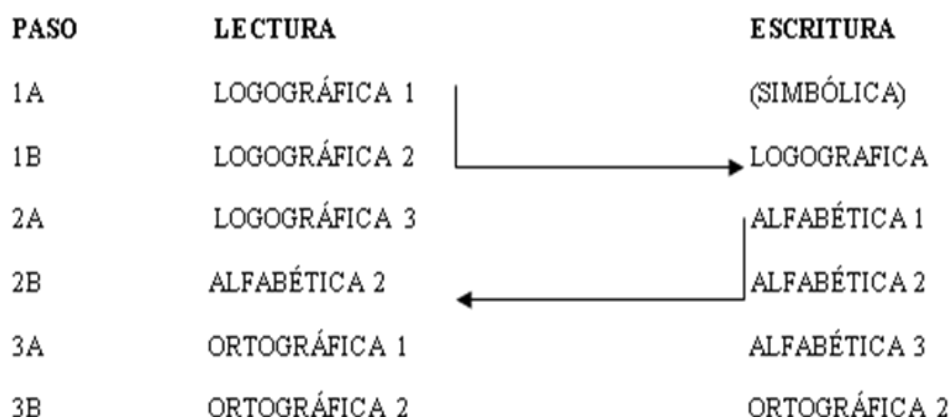 PASO LECTURA ESCRITURA
1A LOGOGRÁFICA 1 (SIMBÓLICA)
1B LOGOGRÁFICA 2 LOGOGRAFICA
2A LOGOGRÁFICA 3 ALFABÉTICA 1
2B ALFABÉTICA 2 ALFABÉTICA 2
3A ORTOGRÁFICA 1 ALFABÉTICA 3
3B ORTOGRÁFICA 2 ORTOGRÁFICA 2